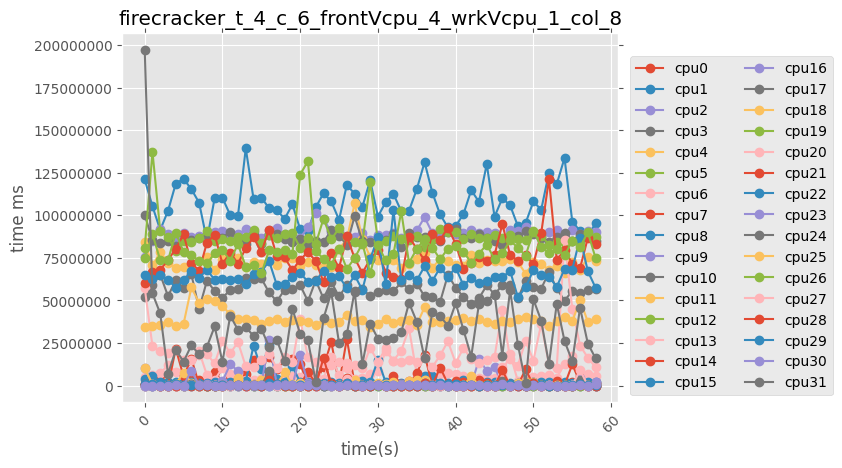 firecracker_t_4_c_6_frontVcpu_4_wrkVcpu_1_col_8
time ms
200000000
175000000
150000000
125000000
100000000
75000000
50000000
25000000
0
0 10 20 30 40 50 60
time(s)
cpu0 cpu16
cpu1 cpu17
cpu2 cpu18
cpu3 cpu19
cpu4 cpu20
cpu5 cpu21
cpu6 cpu22
cpu7 cpu23
cpu8 cpu24
cpu9 cpu25
cpu10 cpu26
cpu11 cpu27
cpu12 cpu28
cpu13 cpu29
cpu14 cpu30
cpu15 cpu31